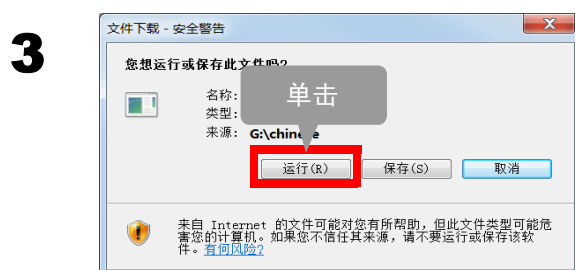 3
文件下载 - 安全警告
您想运行或保存此文件吗?
单击
名称:
类型:
来源: G:\chinese
运行(R) 保存(S) 取消
来自 Internet 的文件可能对您有所帮助，但此文件类型可能危
害您的计算机。如果您不信任其来源，请不要运行或保存该软
件。有何风险?